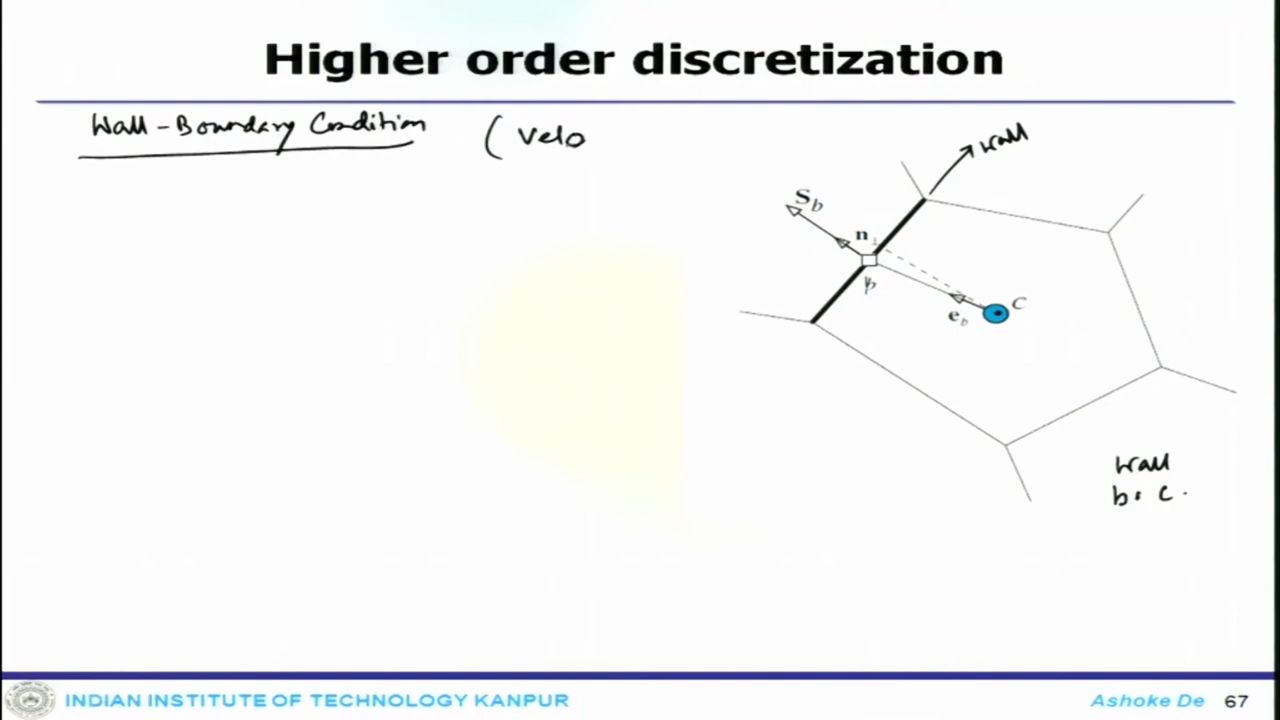 Higher order discretization
Wall-Boundary Condition (velo
wall
S_b
n_⊥
b
C
e_b
wall
b.c.
INDIAN INSTITUTE OF TECHNOLOGY KANPUR
Ashoke De 67